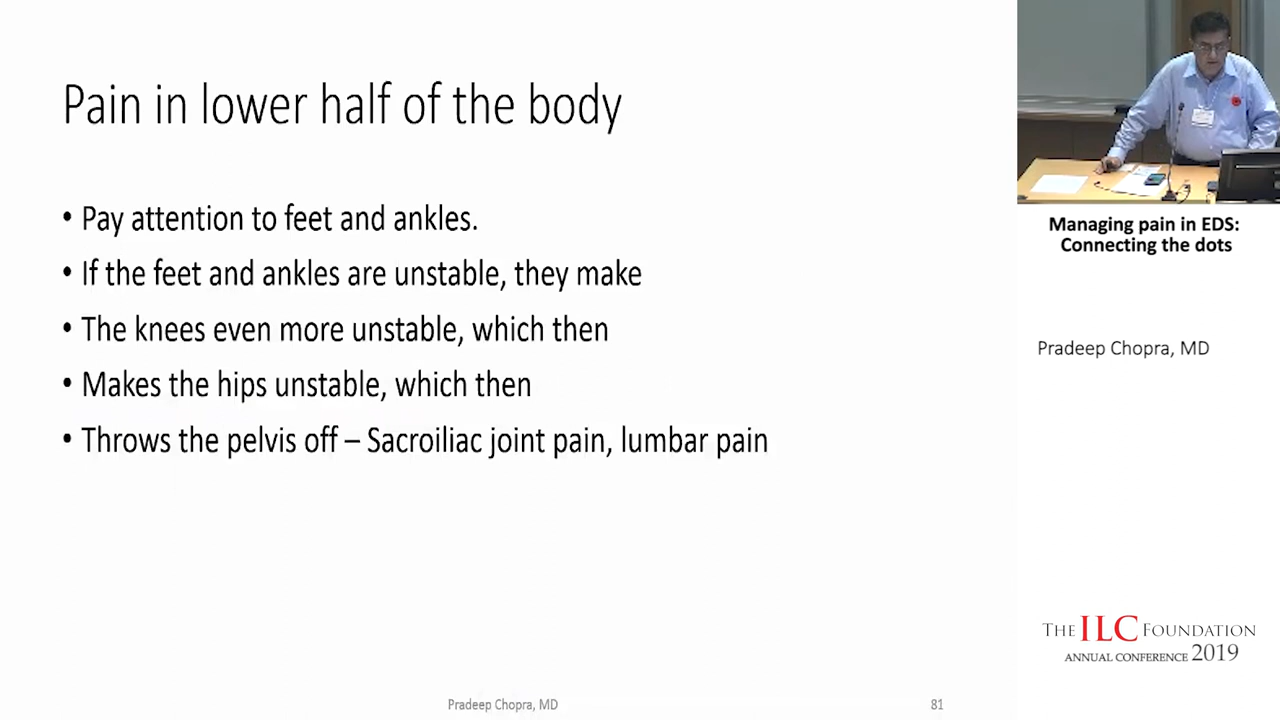 Pain in lower half of the body
• Pay attention to feet and ankles.
• If the feet and ankles are unstable, they make
• The knees even more unstable, which then
• Makes the hips unstable, which then
• Throws the pelvis off – Sacroiliac joint pain, lumbar pain
Pradeep Chopra, MD
81
Managing pain in EDS:
Connecting the dots
Pradeep Chopra, MD
THE ILC FOUNDATION
ANNUAL CONFERENCE 2019